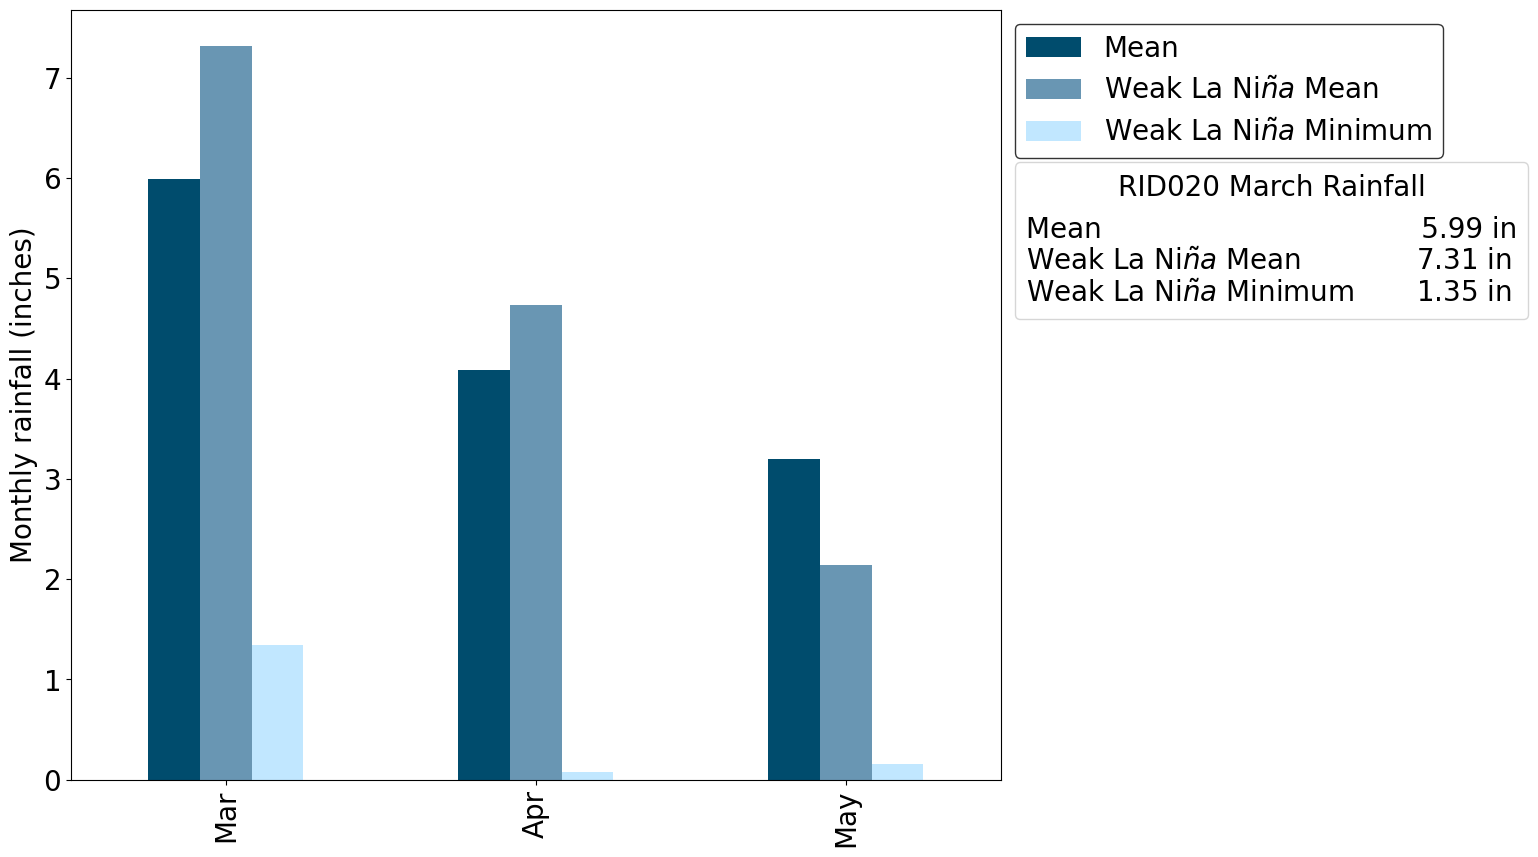 Monthly rainfall (inches)
7
6
5
4
3
2
1
0
Mar
Apr
May
Mean
Weak La Niña Mean
Weak La Niña Minimum
RID020 March Rainfall
Mean 5.99 in
Weak La Niña Mean 7.31 in
Weak La Niña Minimum 1.35 in